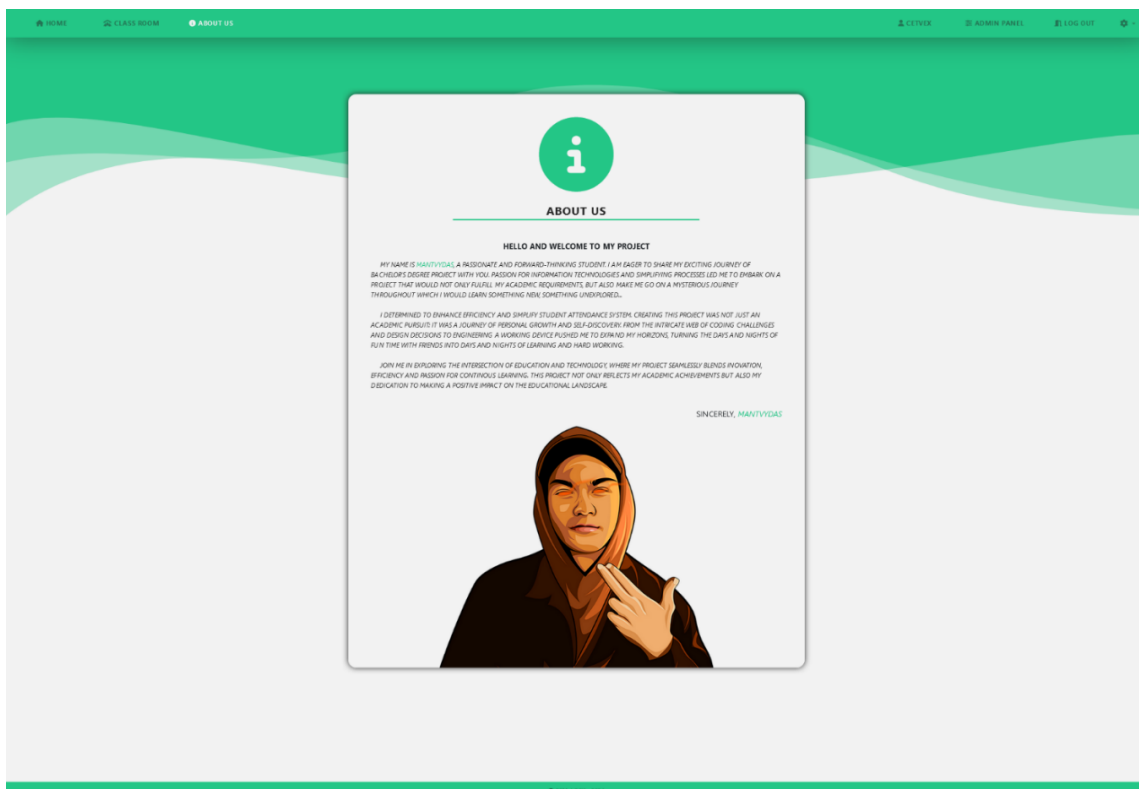 HOME CLASS ROOM ABOUT US CETVEX ADMIN PANEL LOG OUT
ABOUT US
HELLO AND WELCOME TO MY PROJECT
MY NAME IS MANTVYDAS, A PASSIONATE AND FORWARD-THINKING STUDENT. I AM EAGER TO SHARE MY EXCITING JOURNEY OF
BACHELOR'S DEGREE PROJECT WITH YOU. PASSION FOR INFORMATION TECHNOLOGIES AND SIMPLIFYING PROCESSES LED ME TO EMBARK ON A
PROJECT THAT WOULD NOT ONLY FULFILL MY ACADEMIC REQUIREMENTS, BUT ALSO MAKE ME GO ON A MYSTERIOUS JOURNEY
THROUGHOUT WHICH I WOULD LEARN SOMETHING NEW, SOMETHING UNEXPLORED...
I DETERMINED TO ENHANCE EFFICIENCY AND SIMPLIFY STUDENT ATTENDANCE SYSTEM. CREATING THIS PROJECT WAS NOT JUST AN
ACADEMIC PURSUIT: IT WAS A JOURNEY OF PERSONAL GROWTH AND SELF-DISCOVERY. FROM THE INTRICATE WEB OF CODING CHALLENGES
AND DESIGN DECISIONS TO ENGINEERING A WORKING DEVICE PUSHED ME TO EXPAND MY HORIZONS, TURNING THE DAYS AND NIGHTS OF
FUN TIME WITH FRIENDS INTO DAYS AND NIGHTS OF LEARNING AND HARD WORKING.
JOIN ME IN EXPLORING THE INTERSECTION OF EDUCATION AND TECHNOLOGY, WHERE MY PROJECT SEAMLESSLY BLENDS INOVATION,
EFFICIENCY AND PASSION FOR CONTINOUS LEARNING. THIS PROJECT NOT ONLY REFLECTS MY ACADEMIC ACHIEVEMENTS BUT ALSO MY
DEDICATION TO MAKING A POSITIVE IMPACT ON THE EDUCATIONAL LANDSCAPE.
SINCERELY, MANTVYDAS